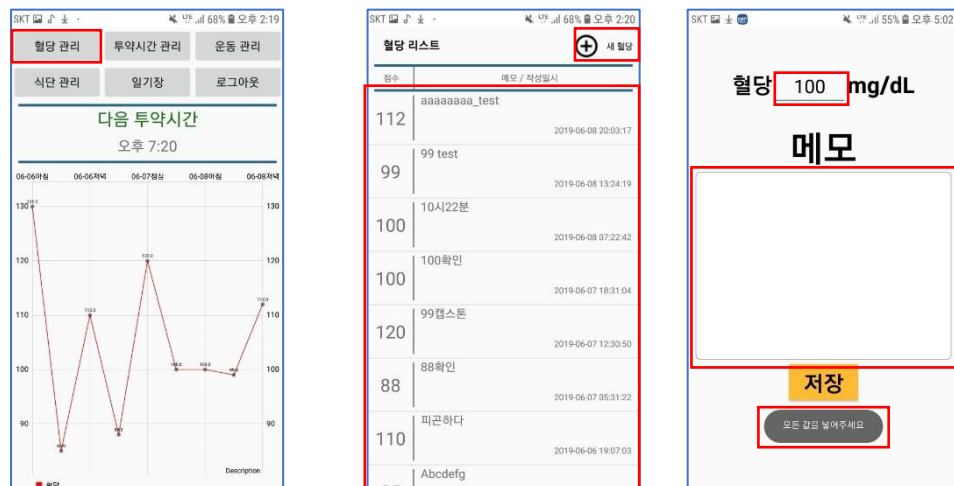 SKT LTE 68% 오후 2:19
혈당 관리 투약시간 관리 운동 관리
식단 관리 일기장 로그아웃
다음 투약시간
오후 7:20
06-06아침 06-06저녁 06-07점심 06-08아침 06-08저녁
130 130
120 120
110 110
100 100
90 90
Description
혈당
SKT LTE 68% 오후 2:20
혈당 리스트 새 혈당
점수 메모 / 작성일시
aaaaaaaa_test
112
2019-06-08 20:03:17
99 test
99
2019-06-08 13:24:19
10시22분
100
2019-06-08 07:22:42
100확인
100
2019-06-07 18:31:04
99캡스톤
120
2019-06-07 12:30:50
88확인
88
2019-06-07 05:31:22
피곤하다
110
2019-06-06 19:07:03
Abcdefg
SKT LTE 55% 오후 5:02
혈당 100 mg/dL
메모
저장
모든 값을 넣어주세요